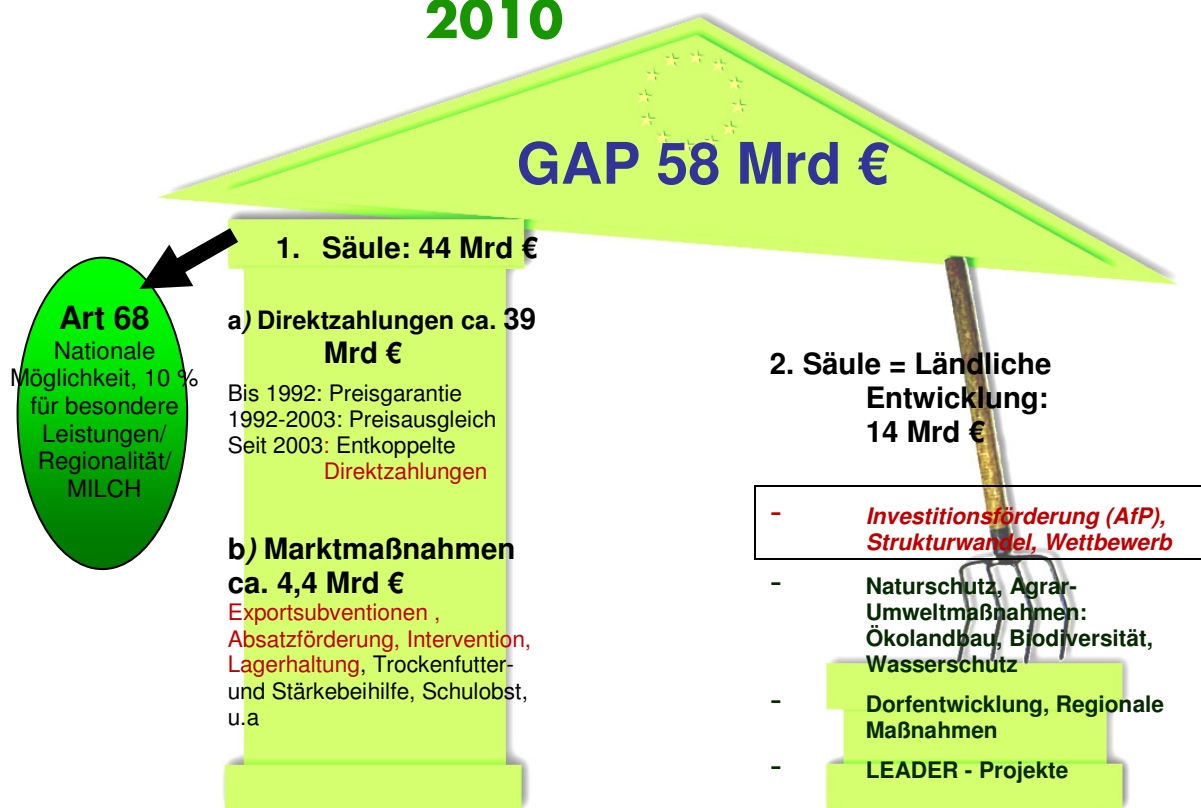 2010
GAP 58 Mrd €
1. Säule: 44 Mrd €
Art 68
Nationale
Möglichkeit, 10 %
für besondere
Leistungen/
Regionalität/
MILCH
a) Direktzahlungen ca. 39
Mrd €
Bis 1992: Preisgarantie
1992-2003: Preisausgleich
Seit 2003: Entkoppelte
Direktzahlungen
b) Marktmaßnahmen
ca. 4,4 Mrd €
Exportsubventionen ,
Absatzförderung, Intervention,
Lagerhaltung, Trockenfutter-
und Stärkebeihilfe, Schulobst,
u.a
2. Säule = Ländliche
Entwicklung:
14 Mrd €
- Investitionsförderung (AfP),
Strukturwandel, Wettbewerb
- Naturschutz, Agrar-
Umweltmaßnahmen:
Ökolandbau, Biodiversität,
Wasserschutz
- Dorfentwicklung, Regionale
Maßnahmen
- LEADER - Projekte